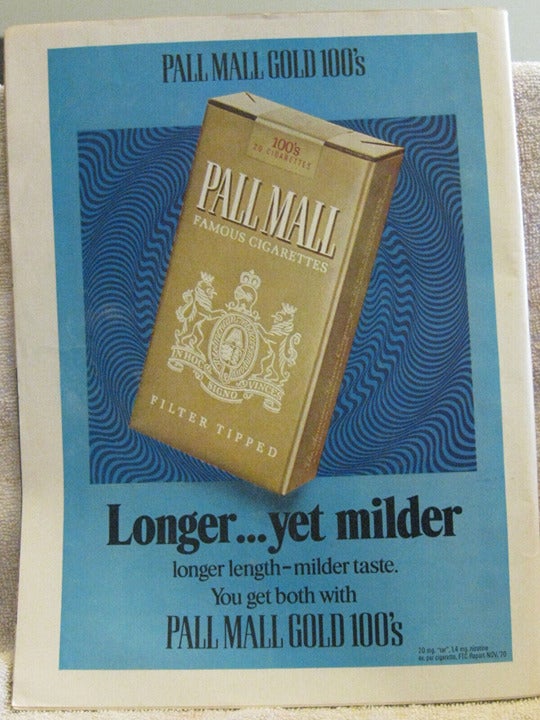 PALL MALL GOLD 100's
100's
20 CIGARETTES
PALL MALL
FAMOUS CIGARETTES
IN HOC SIGNO VINCES
FILTER TIPPED
Longer...yet milder
longer length–milder taste.
You get both with
PALL MALL GOLD 100's
20 mg. "tar", 1.4 mg. nicotine
av. per cigarette, FTC Report NOV. '70